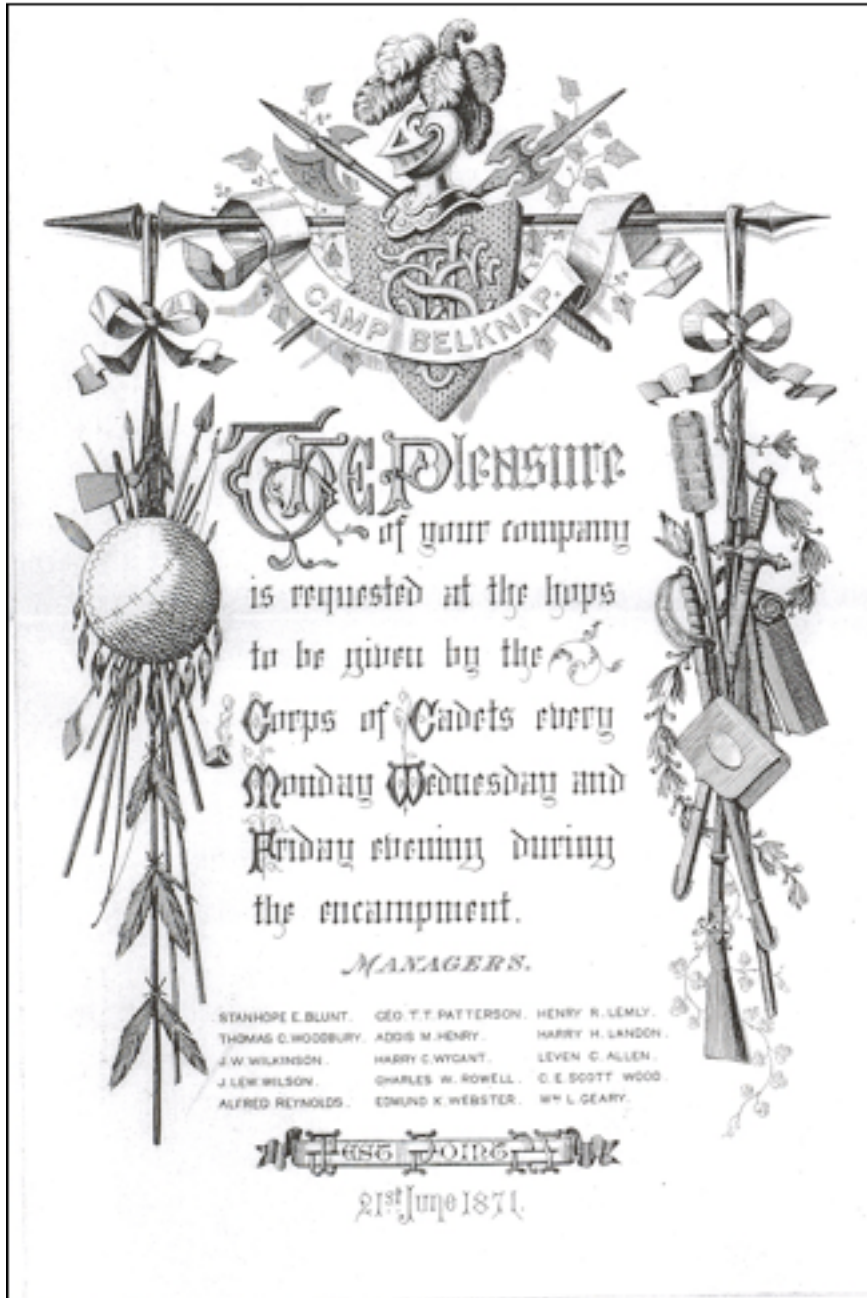 CAMP BELKNAP.
The Pleasure
of your company
is requested at the hops
to be given by the
Corps of Cadets every
Monday Wednesday and
Friday evening during
the encampment.
MANAGERS.
STANHOPE E. BLUNT. GEO T. T. PATTERSON. HENRY R. LEMLY.
THOMAS C. WOODBURY. ADDIS M. HENRY. HARRY H. LANDON.
J. W. WILKINSON. HARRY C. WYGANT. LEVEN C. ALLEN.
J. LEW. WILSON. CHARLES W. ROWELL. C. E. SCOTT WOOD.
ALFRED REYNOLDS. EDMUND K. WEBSTER. Wm L. GEARY.
West Point
21st June 1871.